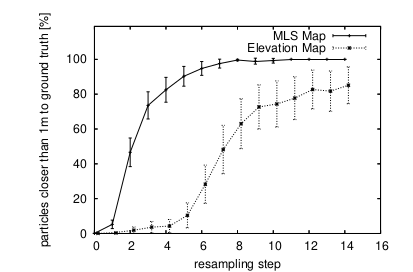 particles closer than 1m to ground truth [%]
MLS Map
Elevation Map
100
80
60
40
20
0
0 2 4 6 8 10 12 14 16
resampling step